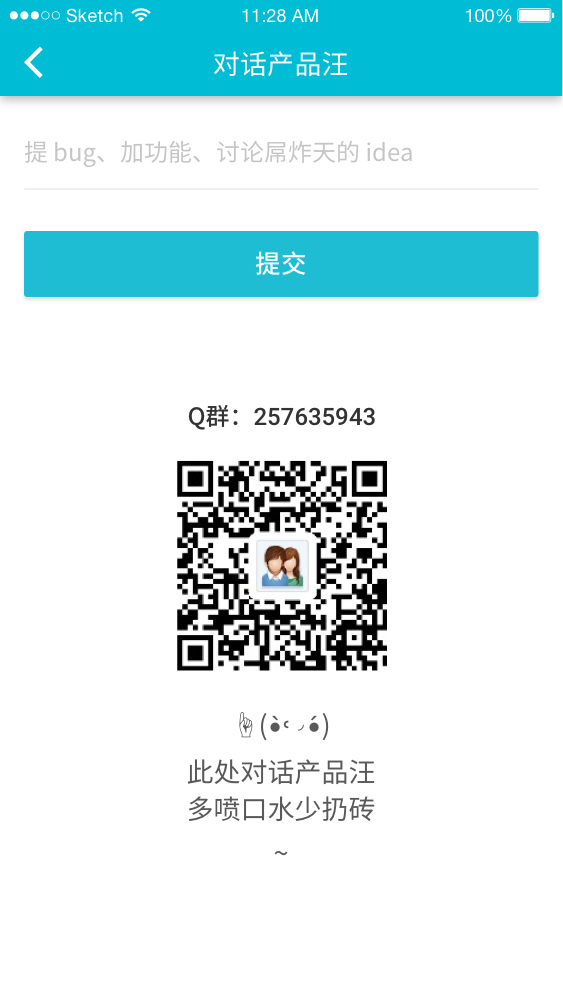 Sketch 11:28 AM 100%
对话产品汪
提 bug、加功能、讨论屌炸天的 idea
提交
Q群：257635943
☝(•̀˓◞•́)
此处对话产品汪
多喷口水少扔砖
~